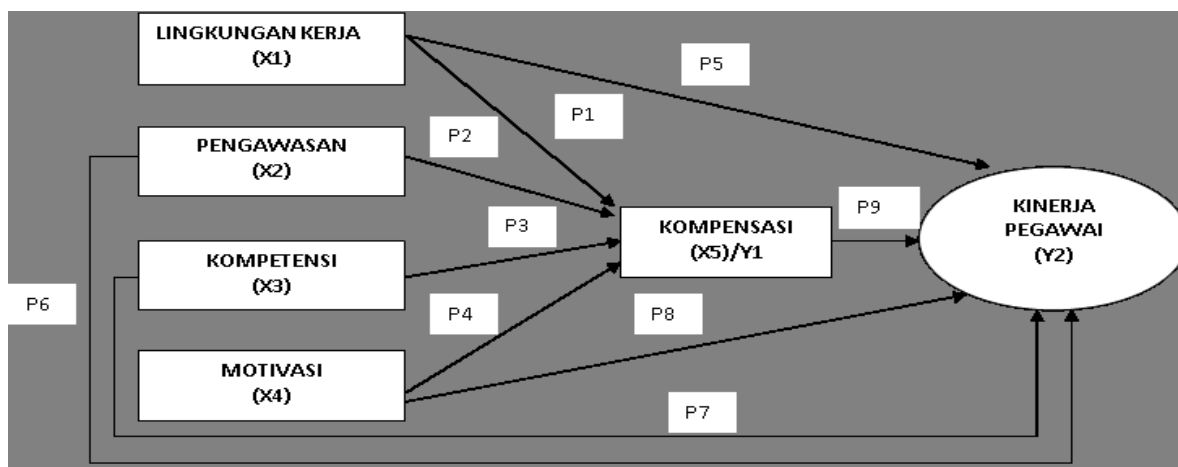 LINGKUNGAN KERJA
(X1)
P5
P1
P2
PENGAWASAN
(X2)
P3
KOMPENSASI
(X5)/Y1
P9
KINERJA
PEGAWAI
(Y2)
KOMPETENSI
(X3)
P6
P4
P8
MOTIVASI
(X4)
P7